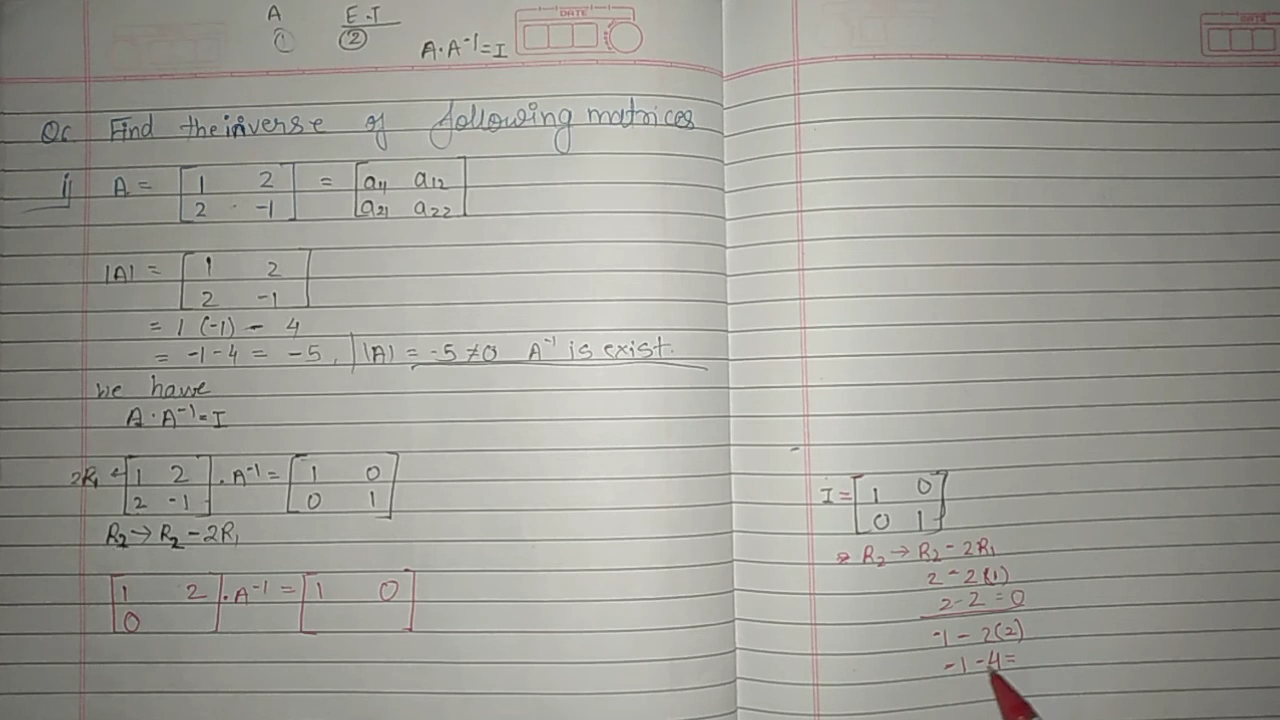 A E.I
① ②
A·A⁻¹=I
DATE
DATE
Qc Find the inverse of following matrices
i) A = [1 2 = [a11 a12
2 -1] a21 a22]
|A| = [1 2
2 -1]
= 1 (-1) - 4
= -1-4 = -5, |A| = -5 ≠ 0 A⁻¹ is exist.
We have
A·A⁻¹=I
2R₁ ← [1 2 ·A⁻¹ = [1 0
2 -1] 0 1]
R₂→R₂-2R₁
[1 2 ·A⁻¹ = [1 0
0
I = [1 0
0 1]
R₂→R₂-2R₁
2-2(1)
2-2=0
-1-2(2)
-1-4=